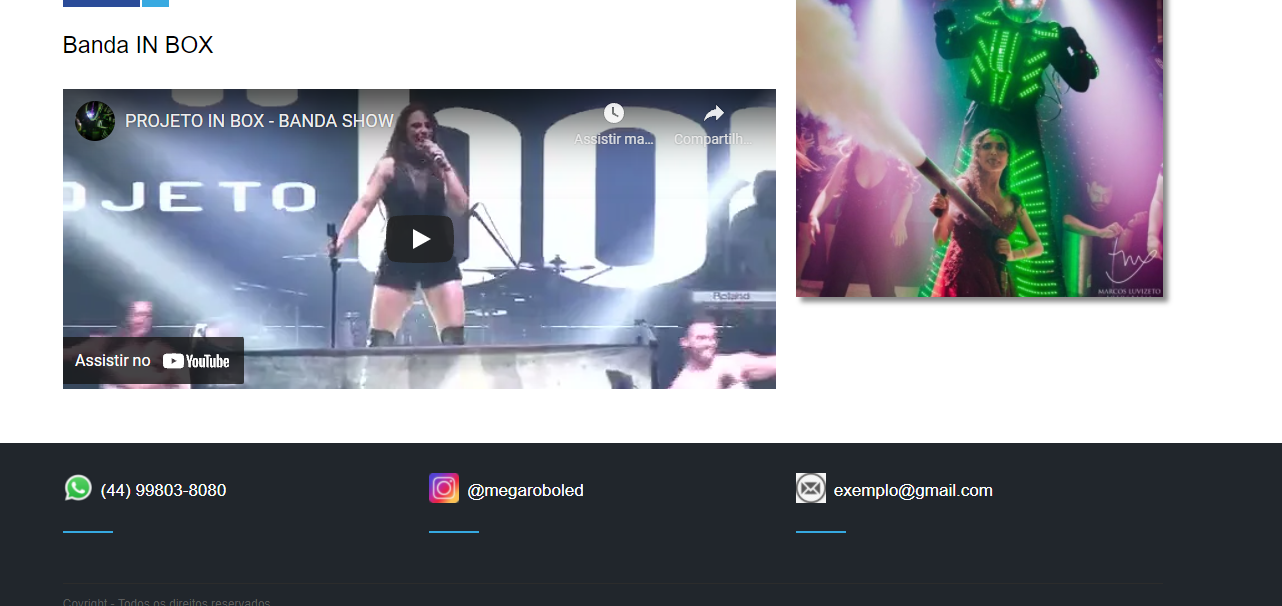 Banda IN BOX
PROJETO IN BOX - BANDA SHOW
Assistir ma...
Compartilh...
OJETO
Roland
Assistir no YouTube
MARCOS LUVIZETO
(44) 99803-8080
@megaroboled
exemplo@gmail.com
Coyright - Todos os direitos reservados